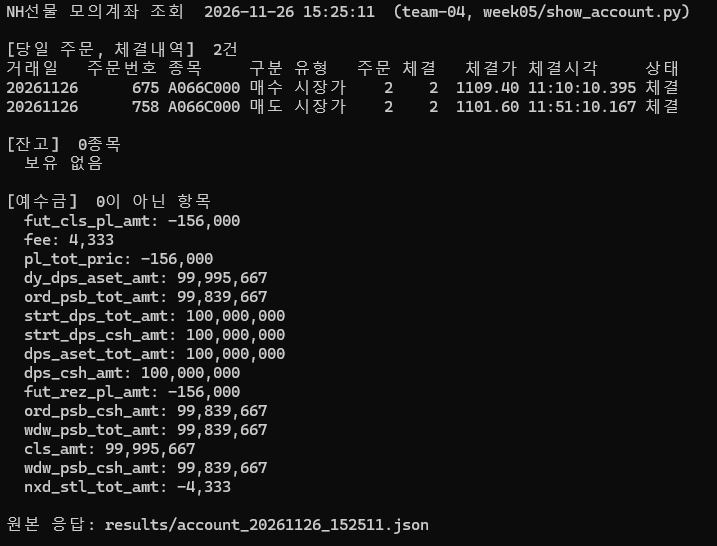 NH선물 모의계좌 조회  2026-11-26 15:25:11  (team-04, week05/show_account.py)
[당일 주문, 체결내역]  2건
거래일   주문번호 종목     구분 유형   주문 체결   체결가 체결시각     상태
20261126      675 A066C000 매수 시장가    2    2  1109.40 11:10:10.395 체결
20261126      758 A066C000 매도 시장가    2    2  1101.60 11:51:10.167 체결
[잔고]  0종목
보유 없음
[예수금]  0이 아닌 항목
fut_cls_pl_amt: -156,000
fee: 4,333
pl_tot_pric: -156,000
dy_dps_aset_amt: 99,995,667
ord_psb_tot_amt: 99,839,667
strt_dps_tot_amt: 100,000,000
strt_dps_csh_amt: 100,000,000
dps_aset_tot_amt: 100,000,000
dps_csh_amt: 100,000,000
fut_rez_pl_amt: -156,000
ord_psb_csh_amt: 99,839,667
wdw_psb_tot_amt: 99,839,667
cls_amt: 99,995,667
wdw_psb_csh_amt: 99,839,667
nxd_stl_tot_amt: -4,333
원본 응답: results/account_20261126_152511.json